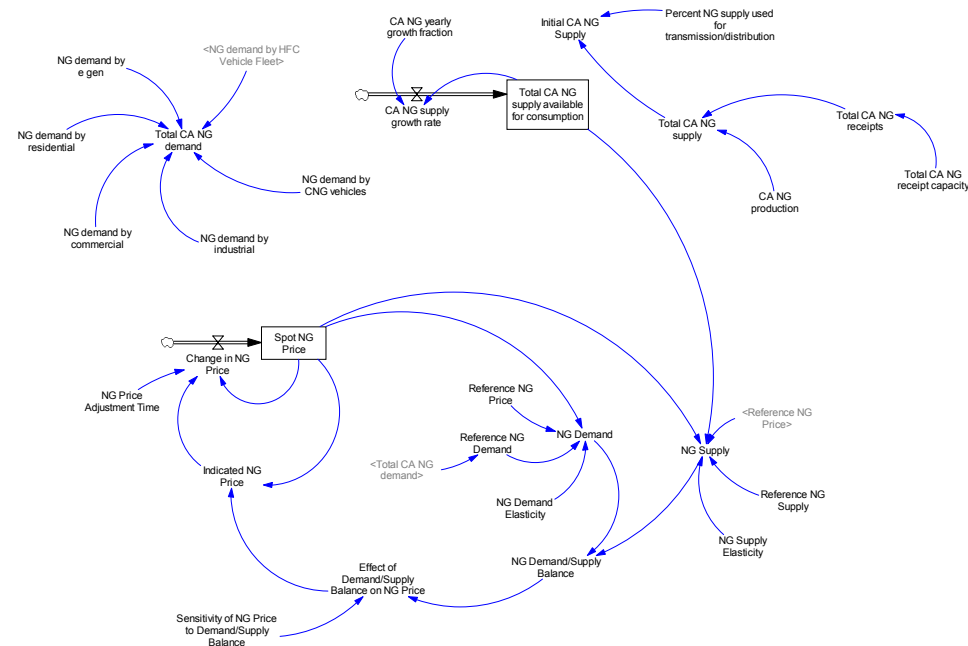 CA NG yearly
growth fraction
Initial CA NG
Supply
Percent NG supply used
for
transmission/distribution
<NG demand by HFC
Vehicle Fleet>
NG demand by
e gen
Total CA NG
supply available
for consumption
CA NG supply
growth rate
NG demand by
residential
Total CA NG
demand
Total CA NG
supply
Total CA NG
receipts
NG demand by
CNG vehicles
Total CA NG
receipt capacity
CA NG
production
NG demand by
commercial
NG demand by
industrial
Spot NG
Price
Change in NG
Price
NG Price
Adjustment Time
Reference NG
Price
<Reference NG
Price>
NG Demand
Reference NG
Demand
NG Supply
<Total CA NG
demand>
Indicated NG
Price
NG Demand
Elasticity
Reference NG
Supply
NG Supply
Elasticity
NG Demand/Supply
Balance
Effect of
Demand/Supply
Balance on NG Price
Sensitivity of NG Price
to Demand/Supply
Balance